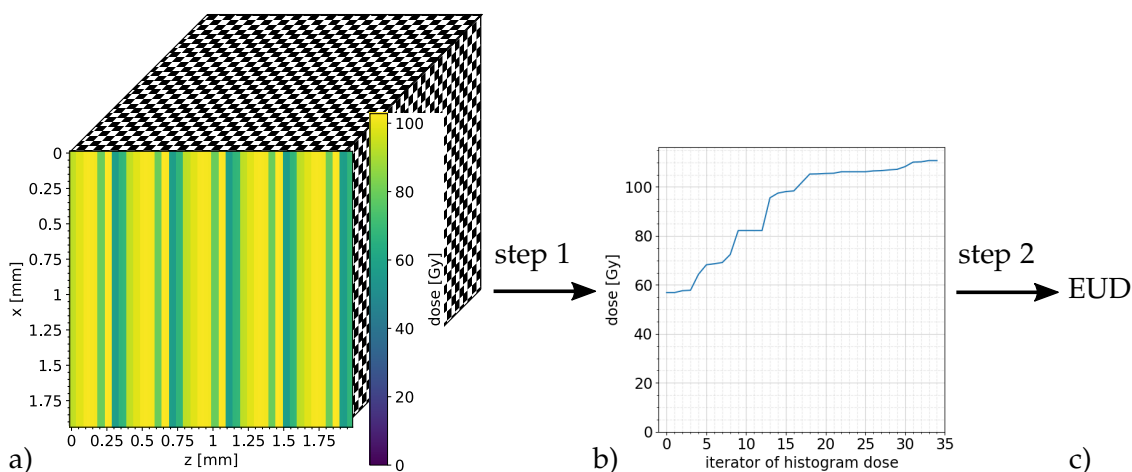 0
0.25
0.5
0.75
1
1.25
1.5
1.75
x [mm]
0 0.25 0.5 0.75 1 1.25 1.5 1.75
z [mm]
a)
100
80
60
40
20
0
dose [Gy]
step 1
100
80
60
40
20
0
dose [Gy]
0 5 10 15 20 25 30 35
iterator of histogram dose
b)
step 2
EUD
c)